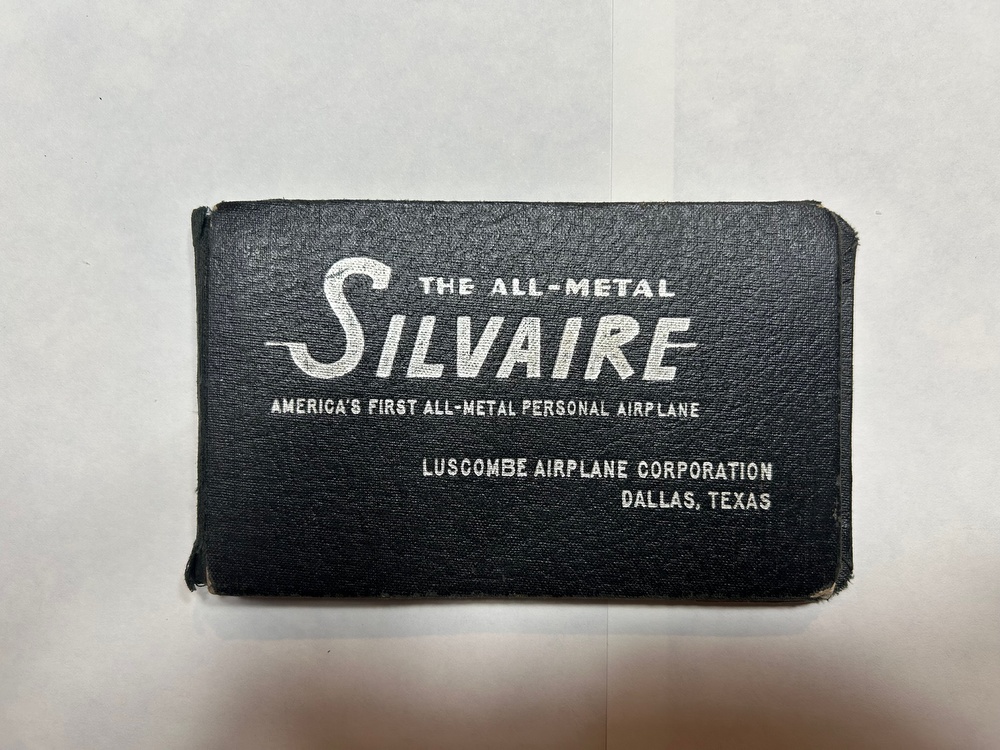 THE ALL-METAL
SILVAIRE
AMERICA'S FIRST ALL-METAL PERSONAL AIRPLANE
LUSCOMBE AIRPLANE CORPORATION
DALLAS, TEXAS